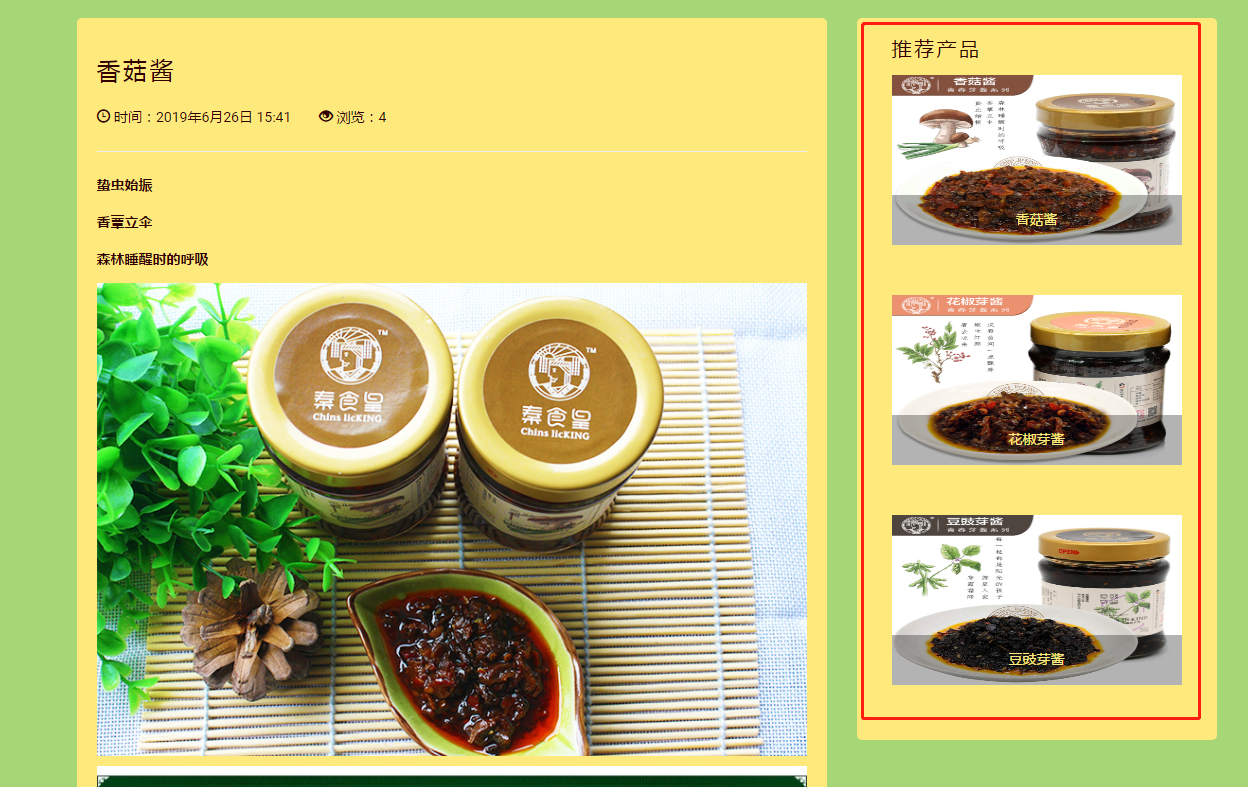 香菇酱
时间：2019年6月26日 15:41 浏览：4
蛰虫始振
香蕈立伞
森林睡醒时的呼吸
TM
秦食皇
Chins licKING
TM
秦食皇
Chins licKING
推荐产品
香菇酱
香菇酱
花椒芽酱
花椒芽酱
豆豉芽酱
OPEN
豆豉芽酱